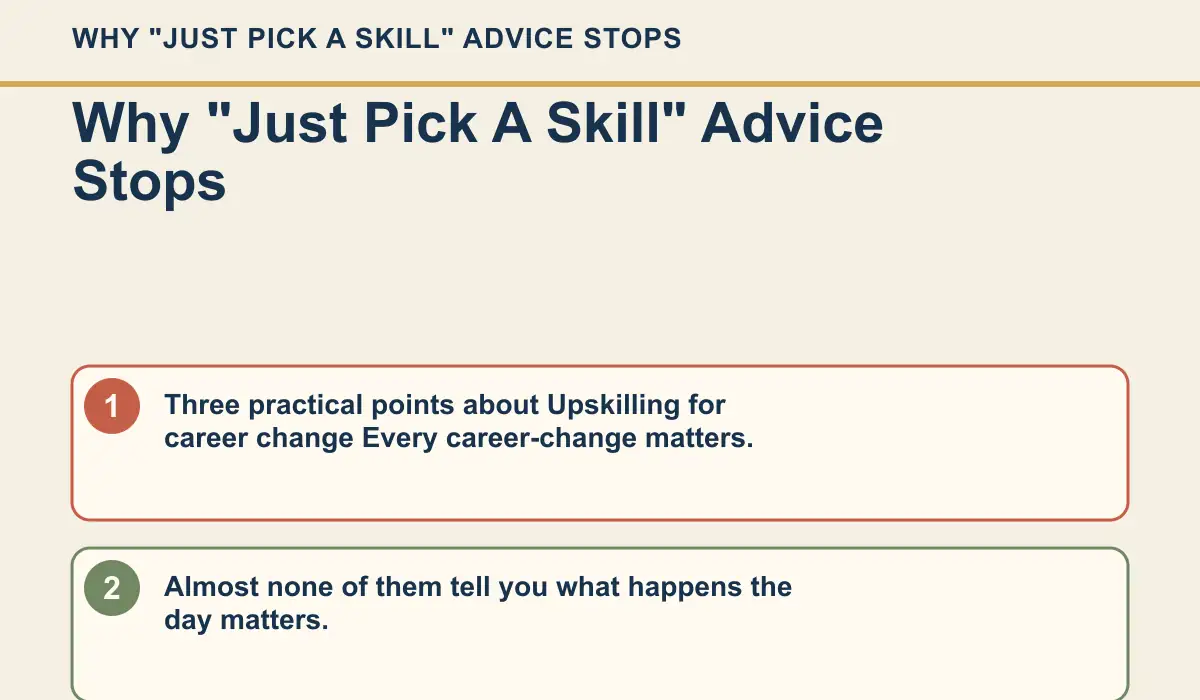 WHY "JUST PICK A SKILL" ADVICE STOPS
Why "Just Pick A Skill" Advice
Stops
1
Three practical points about Upskilling for
career change Every career-change matters.
2
Almost none of them tell you what happens the
day matters.